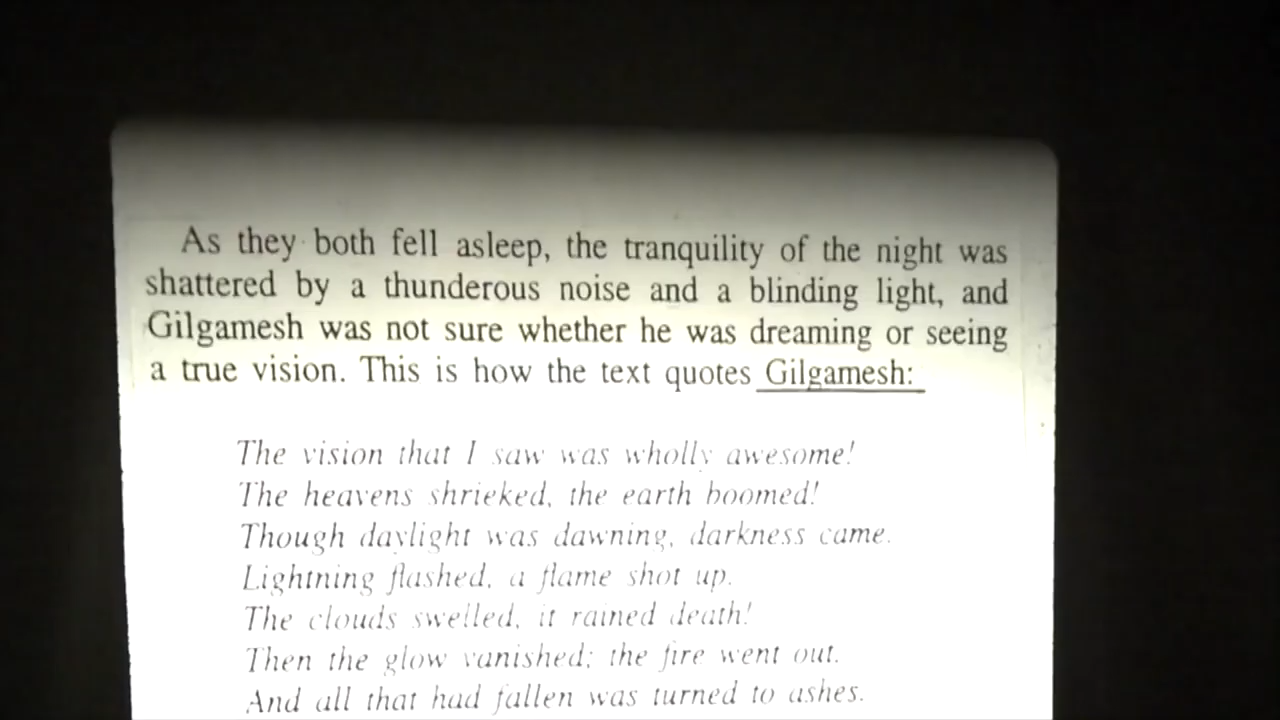 As they both fell asleep, the tranquility of the night was
shattered by a thunderous noise and a blinding light, and
Gilgamesh was not sure whether he was dreaming or seeing
a true vision. This is how the text quotes Gilgamesh:
The vision that I saw was wholly awesome!
The heavens shrieked, the earth boomed!
Though daylight was dawning, darkness came.
Lightning flashed, a flame shot up.
The clouds swelled, it rained death!
Then the glow vanished; the fire went out.
And all that had fallen was turned to ashes.